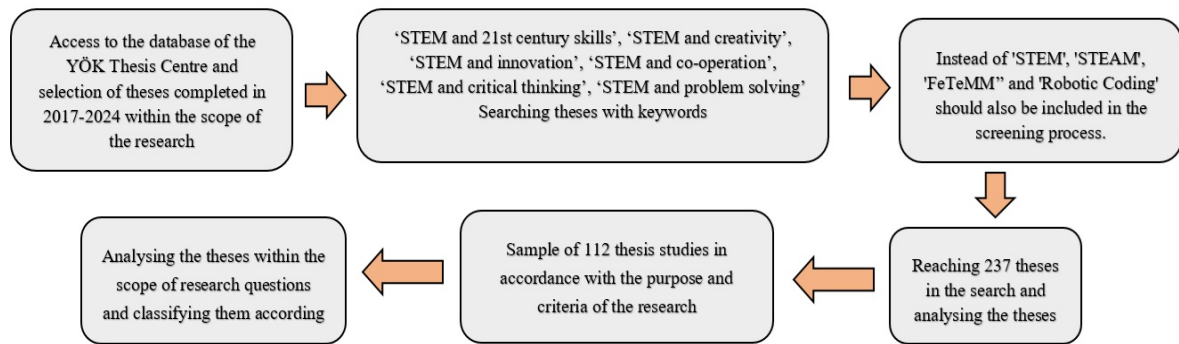 Access to the database of the
YÖK Thesis Centre and
selection of theses completed in
2017-2024 within the scope of
the research
‘STEM and 21st century skills’, ‘STEM and creativity’,
‘STEM and innovation’, ‘STEM and co-operation’,
‘STEM and critical thinking’, ‘STEM and problem solving’
Searching theses with keywords
Instead of 'STEM', 'STEAM',
'FeTeMM’’ and 'Robotic Coding'
should also be included in the
screening process.
Reaching 237 theses
in the search and
analysing the theses
Sample of 112 thesis studies in
accordance with the purpose and
criteria of the research
Analysing the theses within the
scope of research questions
and classifying them according